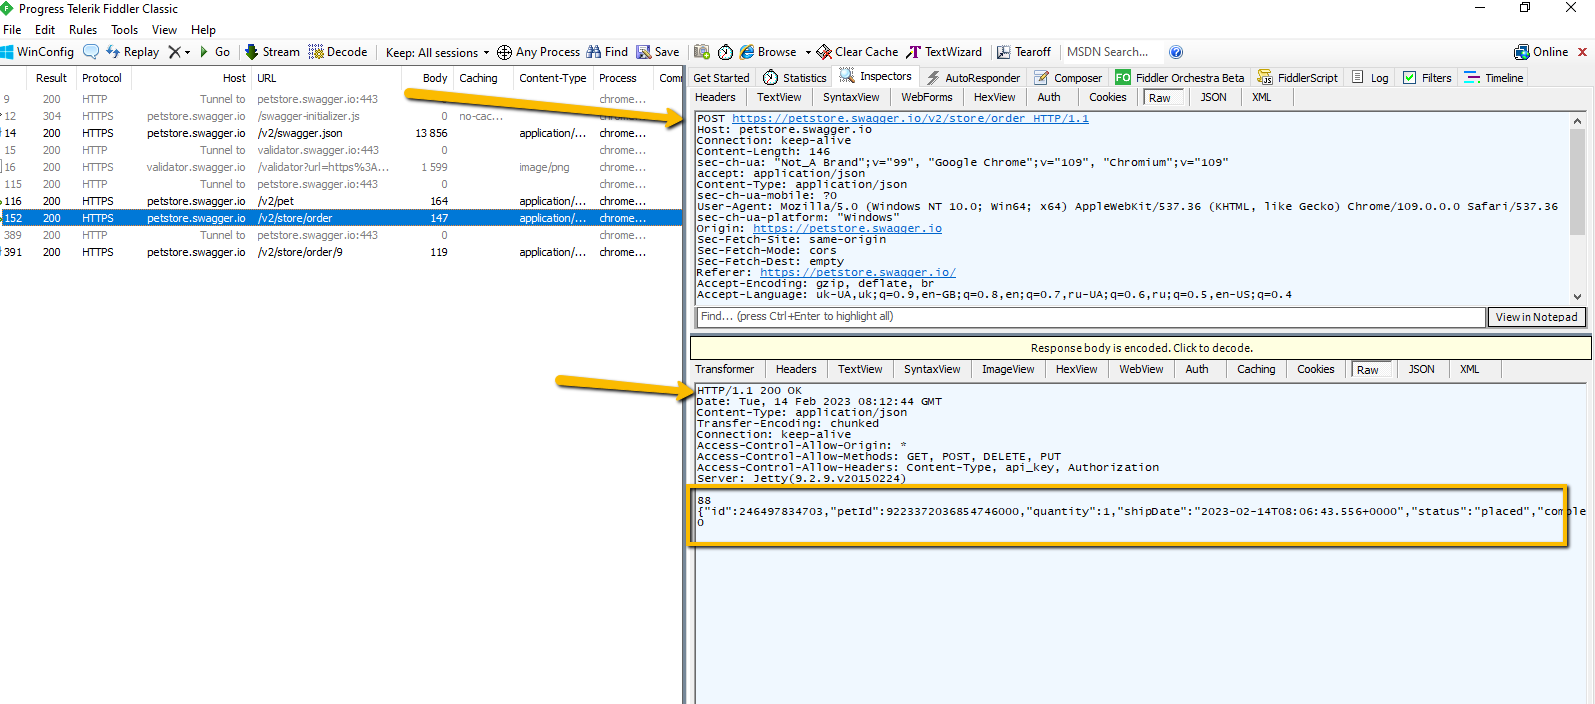 Progress Telerik Fiddler Classic
File Edit Rules Tools View Help
WinConfig Replay Go Stream Decode Keep: All sessions Any Process Find Save Browse Clear Cache TextWizard Tearoff MSDN Search... Online
Result Protocol Host URL Body Caching Content-Type Process Comm
9 200 HTTP Tunnel to petstore.swagger.io:443 chrome...
12 304 HTTPS petstore.swagger.io /swagger-initializer.js 0 no-cac... chrome...
14 200 HTTPS petstore.swagger.io /v2/swagger.json 13 856 application/... chrome...
15 200 HTTP Tunnel to validator.swagger.io:443 0 chrome...
16 200 HTTPS validator.swagger.io /validator?url=https%3A... 1 599 image/png chrome...
115 200 HTTP Tunnel to petstore.swagger.io:443 0 chrome...
116 200 HTTPS petstore.swagger.io /v2/pet 164 application/... chrome...
152 200 HTTPS petstore.swagger.io /v2/store/order 147 application/... chrome...
389 200 HTTP Tunnel to petstore.swagger.io:443 0 chrome...
391 200 HTTPS petstore.swagger.io /v2/store/order/9 119 application/... chrome...
Get Started Statistics Inspectors AutoResponder Composer FO Fiddler Orchestra Beta FiddlerScript Log Filters Timeline
Headers TextView SyntaxView WebForms HexView Auth Cookies Raw JSON XML
POST https://petstore.swagger.io/v2/store/order HTTP/1.1
Host: petstore.swagger.io
Connection: keep-alive
Content-Length: 146
sec-ch-ua: "Not_A Brand";v="99", "Google Chrome";v="109", "Chromium";v="109"
accept: application/json
Content-Type: application/json
sec-ch-ua-mobile: ?0
User-Agent: Mozilla/5.0 (Windows NT 10.0; Win64; x64) AppleWebKit/537.36 (KHTML, like Gecko) Chrome/109.0.0.0 Safari/537.36
sec-ch-ua-platform: "Windows"
Origin: https://petstore.swagger.io
Sec-Fetch-Site: same-origin
Sec-Fetch-Mode: cors
Sec-Fetch-Dest: empty
Referer: https://petstore.swagger.io/
Accept-Encoding: gzip, deflate, br
Accept-Language: uk-UA,uk;q=0.9,en-GB;q=0.8,en;q=0.7,ru-UA;q=0.6,ru;q=0.5,en-US;q=0.4
Find... (press Ctrl+Enter to highlight all) View in Notepad
Response body is encoded. Click to decode.
Transformer Headers TextView SyntaxView ImageView HexView WebView Auth Caching Cookies Raw JSON XML
HTTP/1.1 200 OK
Date: Tue, 14 Feb 2023 08:12:44 GMT
Content-Type: application/json
Transfer-Encoding: chunked
Connection: keep-alive
Access-Control-Allow-Origin: *
Access-Control-Allow-Methods: GET, POST, DELETE, PUT
Access-Control-Allow-Headers: Content-Type, api_key, Authorization
Server: Jetty(9.2.9.v20150224)
88
{"id":246497834703,"petId":9223372036854746000,"quantity":1,"shipDate":"2023-02-14T08:06:43.556+0000","status":"placed","comple
0